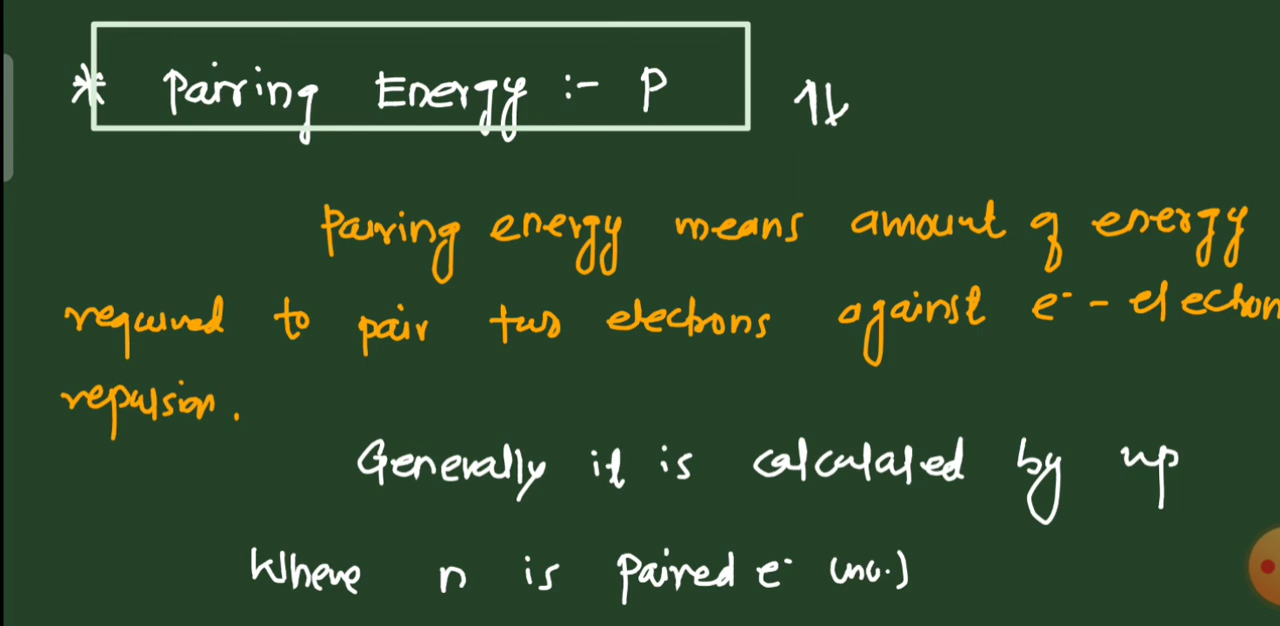 * Pairing Energy :- P ↑↓
Pairing energy means amount of energy
required to pair two electrons against e⁻ - electron
repulsion.
Generally it is calculated by np
Where n is paired e⁻ (no.)